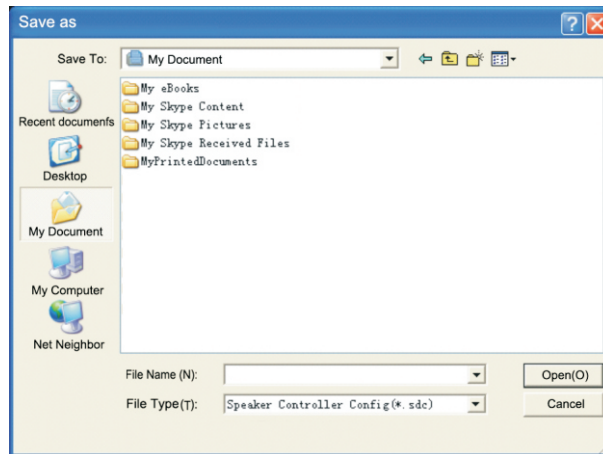 Save as
Save To:
My Document
My eBooks
My Skype Content
My Skype Pictures
My Skype Received Files
MyPrintedDocuments
Recent documenfs
Desktop
My Document
My Computer
Net Neighbor
File Name (N):
Open(O)
File Type(T):
Speaker Controller Config(*.sdc)
Cancel